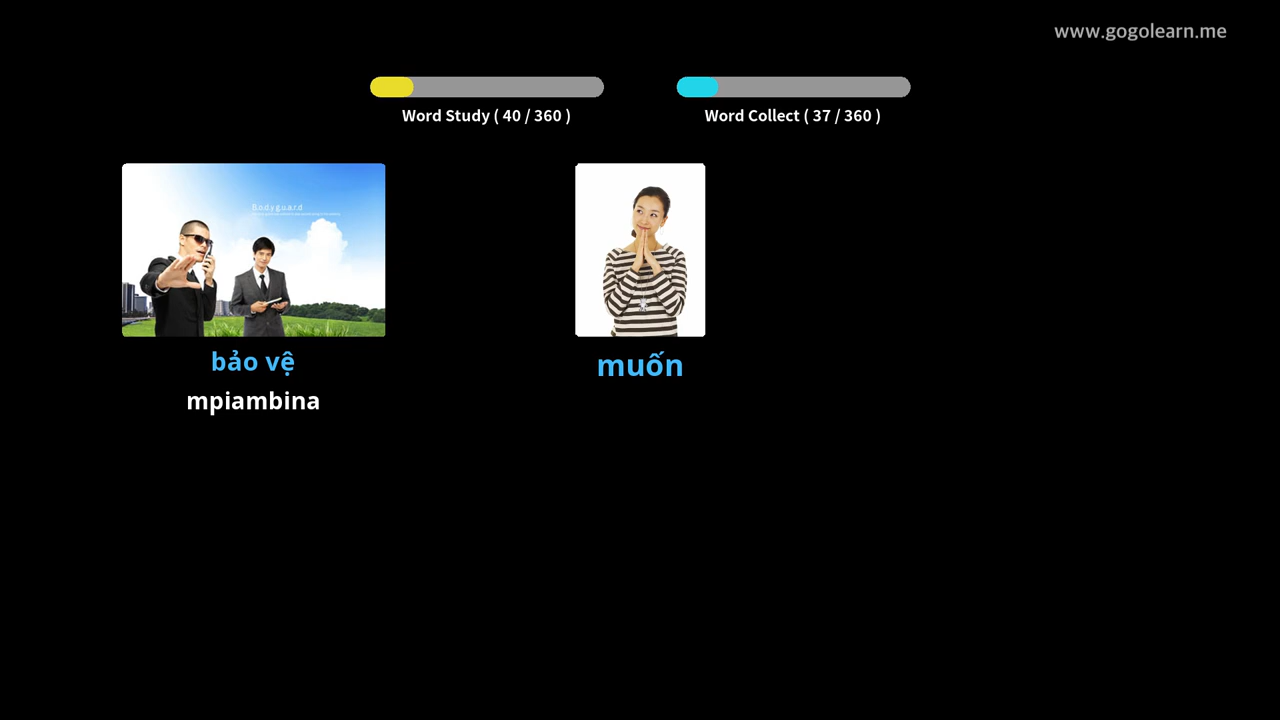 www.gogolearn.me
Word Study ( 40 / 360 )
Word Collect ( 37 / 360 )
Bodyguard
bảo vệ
mpiambina
muốn